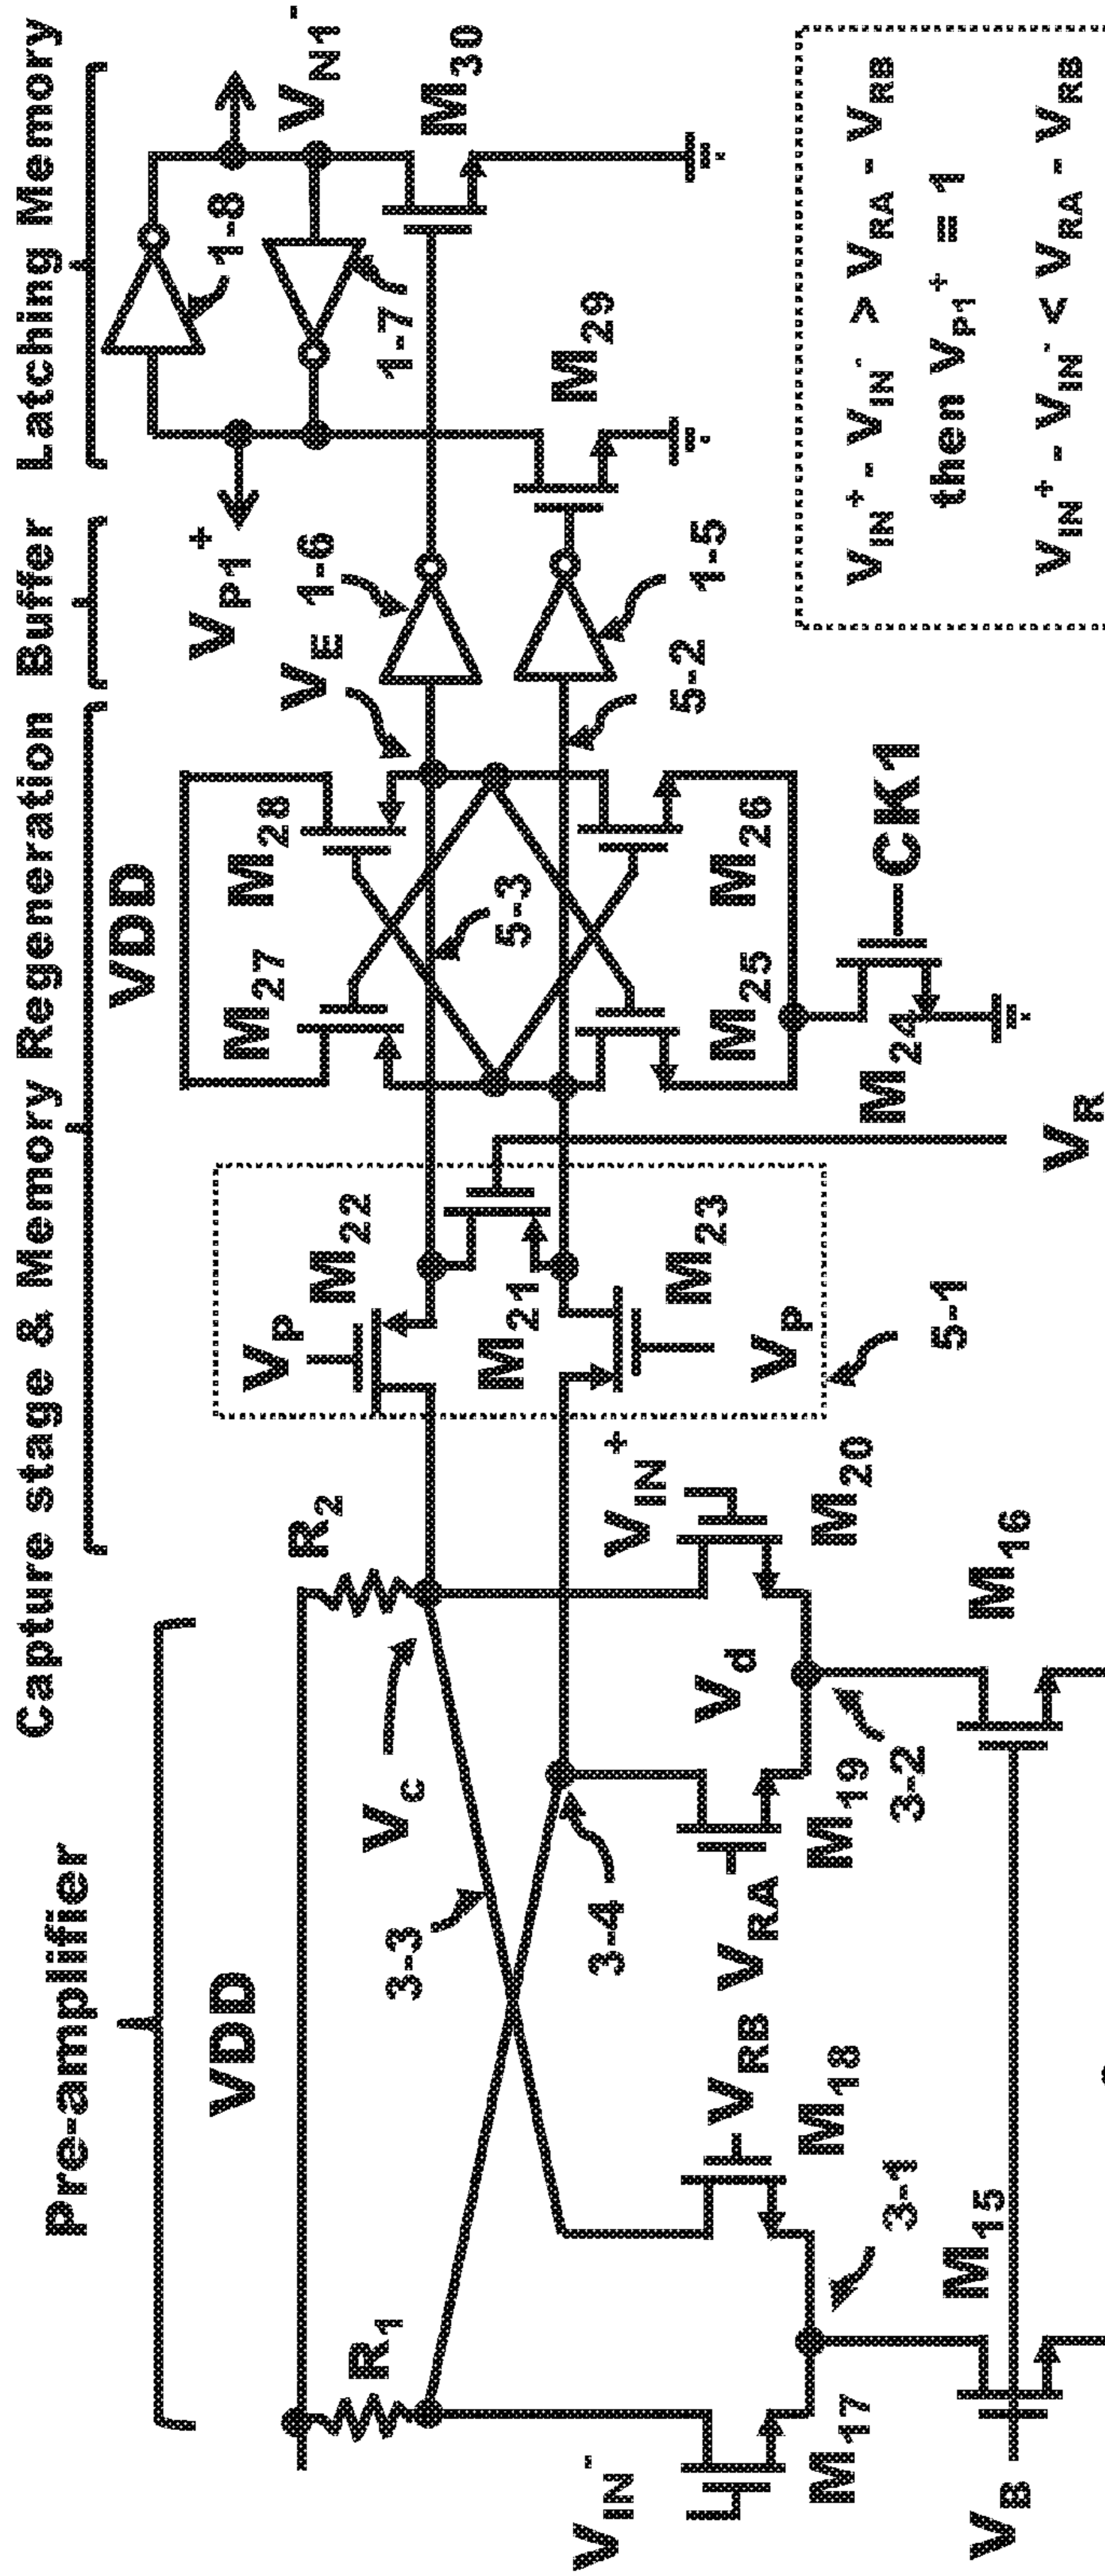 Pre-amplifier
Capture stage & Memory Regeneration
Buffer
Latching Memory
VDD
VDD
R1
R2
VC
3-3
3-4
VIN-
M17
VRB
M18
VRA
M19
Vd
VIN+
M20
3-1
3-2
VB
M15
M16
VP
M22
M21
M23
VP
5-1
VR
M27
M28
5-3
M25
M26
M24
CK1
VE
1-6
5-2
1-5
VP1+
1-8
1-7
VN1-
M29
M30
VIN+ - VIN- > VRA - VRB
then VP1+ = 1
VIN+ - VIN- < VRA - VRB